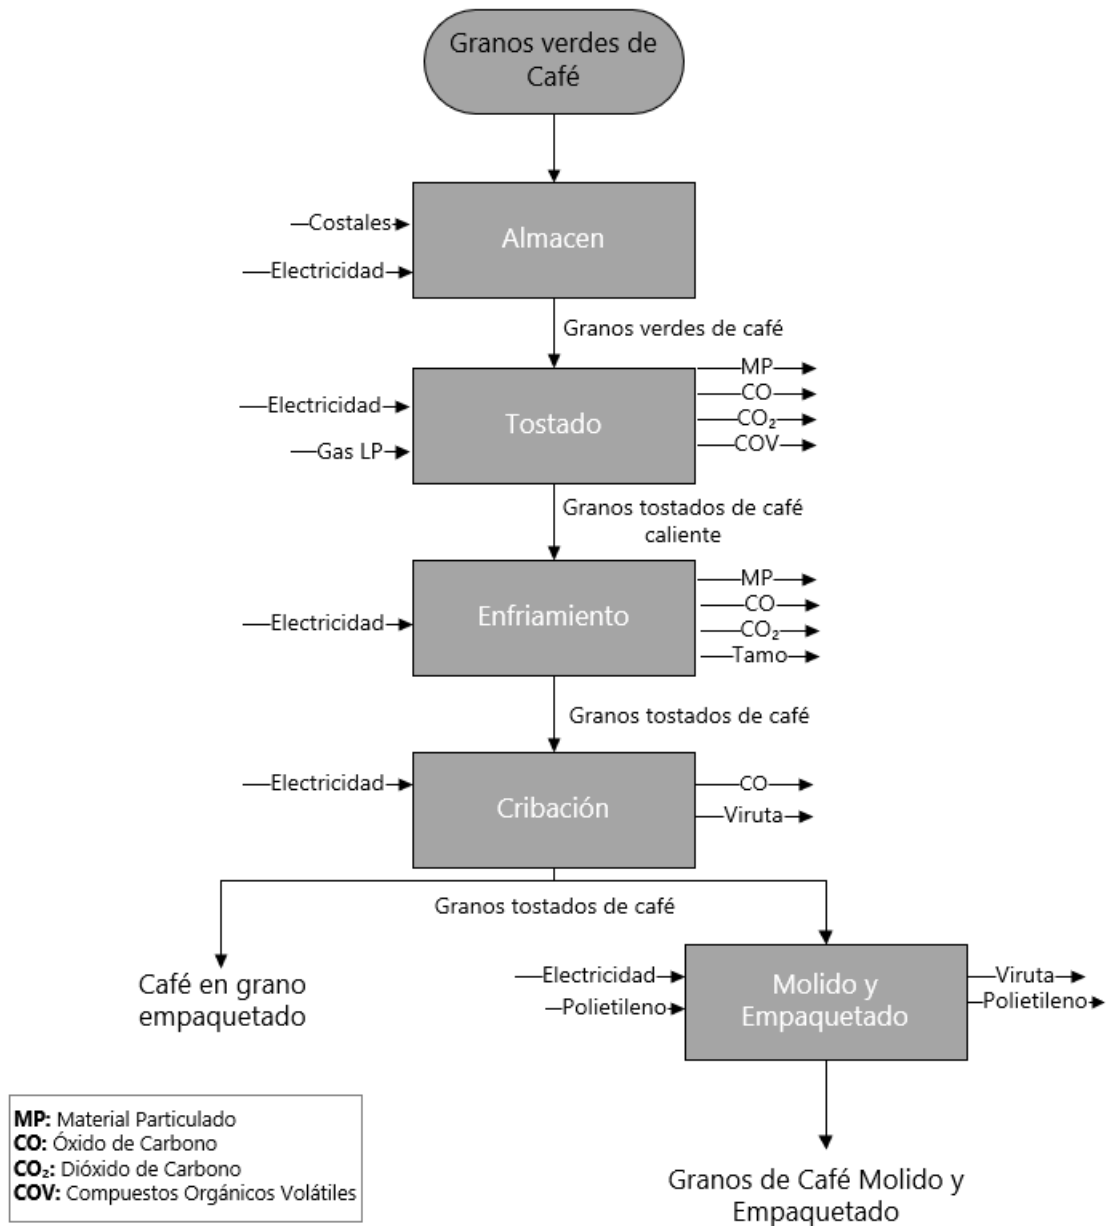 Granos verdes de
Café
Costales
Almacen
Electricidad
Granos verdes de café
MP
CO
Electricidad
CO₂
Tostado
COV
Gas LP
Granos tostados de café
caliente
MP
CO
Electricidad
Enfriamiento
CO₂
Tamo
Granos tostados de café
Electricidad
CO
Cribación
Viruta
Granos tostados de café
Café en grano
empaquetado
Electricidad
Polietileno
Molido y
Empaquetado
Viruta
Polietileno
MP: Material Particulado
CO: Óxido de Carbono
CO₂: Dióxido de Carbono
COV: Compuestos Orgánicos Volátiles
Granos de Café Molido y
Empaquetado